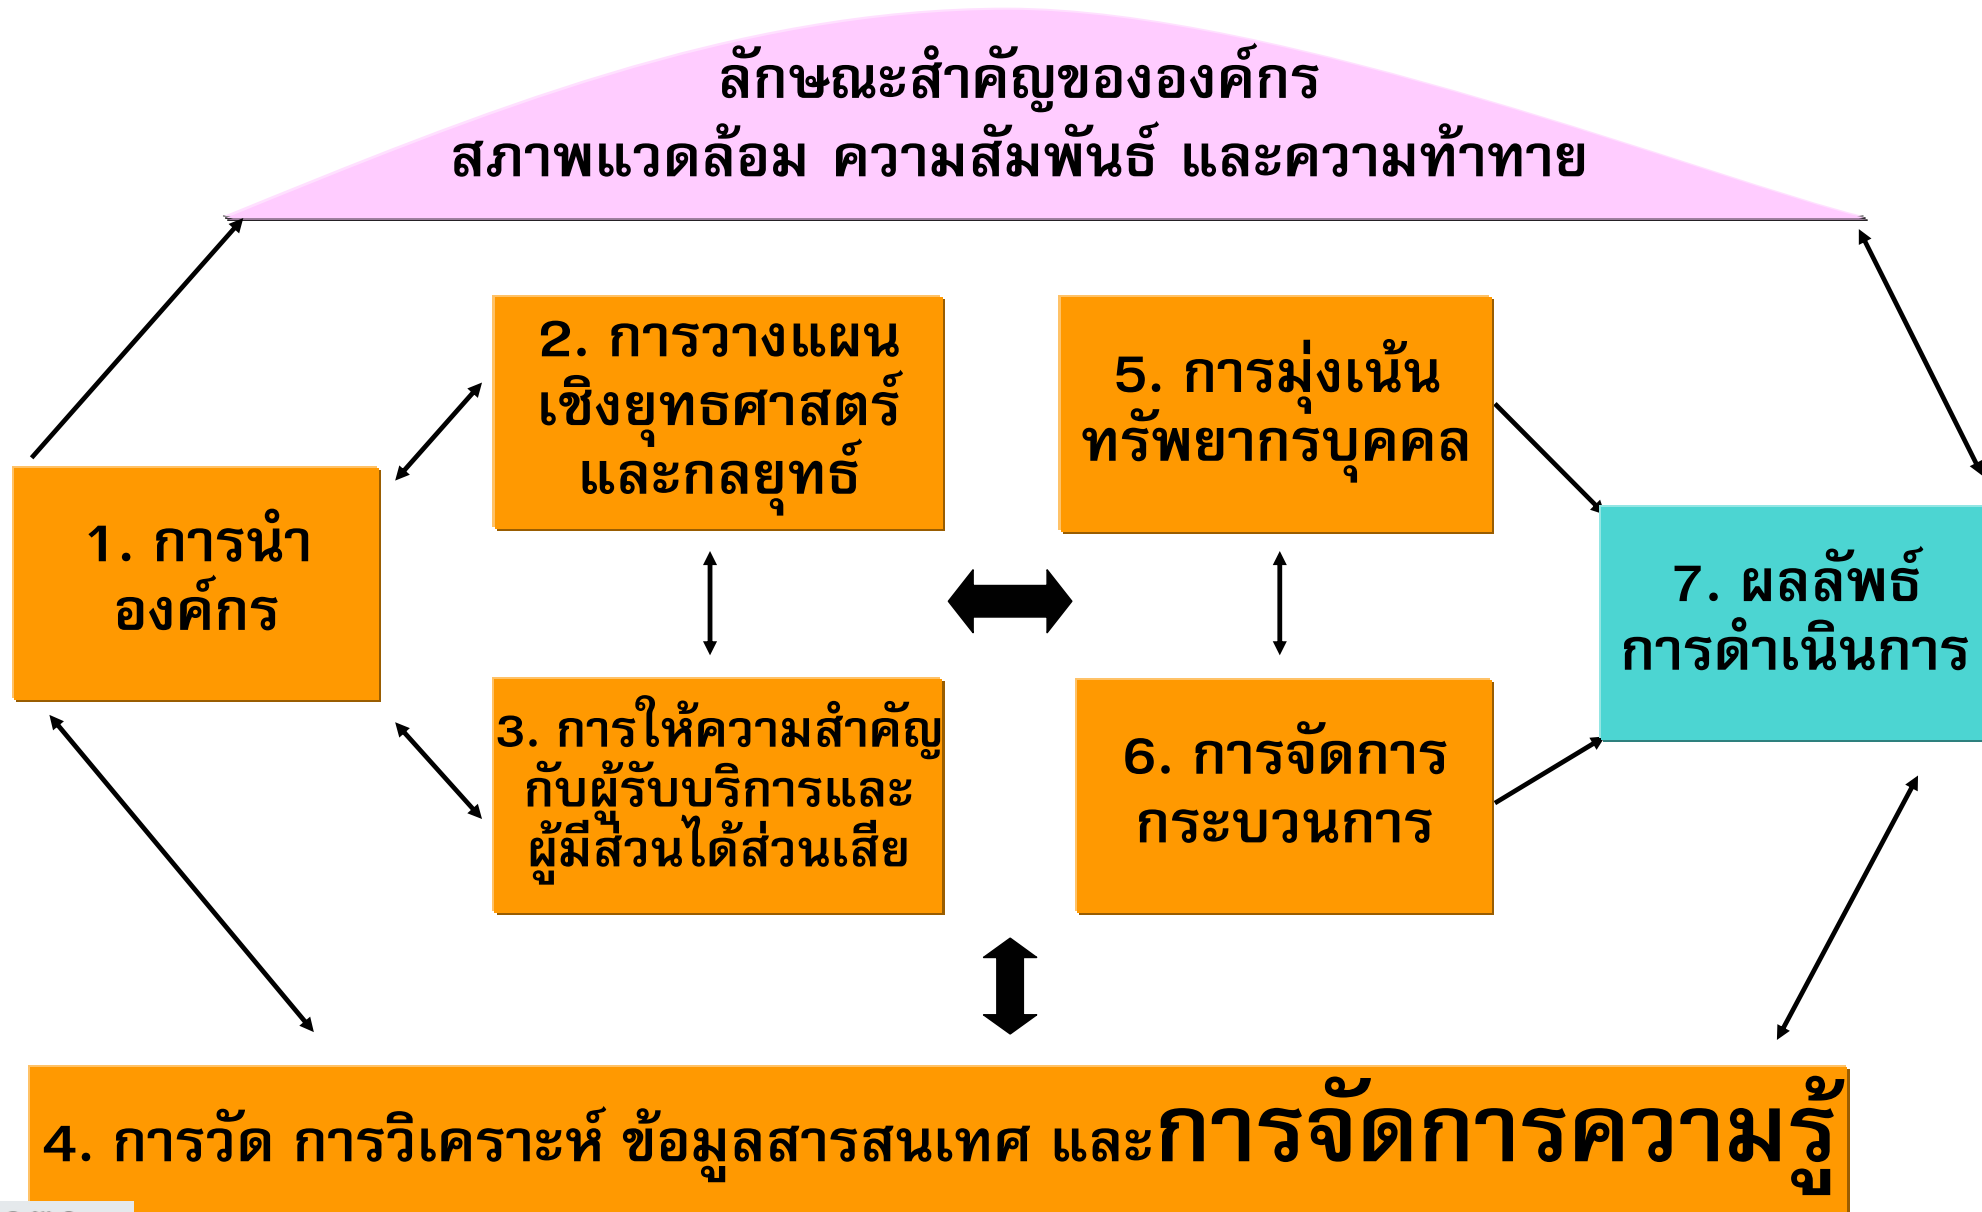 ลักษณะสำคัญขององค์กร
สภาพแวดล้อม ความสัมพันธ์ และความท้าทาย
2. การวางแผน
เชิงยุทธศาสตร์
และกลยุทธ์
5. การมุ่งเน้น
ทรัพยากรบุคคล
1. การนำ
องค์กร
7. ผลลัพธ์
การดำเนินการ
3. การให้ความสำคัญ
กับผู้รับบริการและ
ผู้มีส่วนได้ส่วนเสีย
6. การจัดการ
กระบวนการ
4. การวัด การวิเคราะห์ ข้อมูลสารสนเทศ และการจัดการความรู้